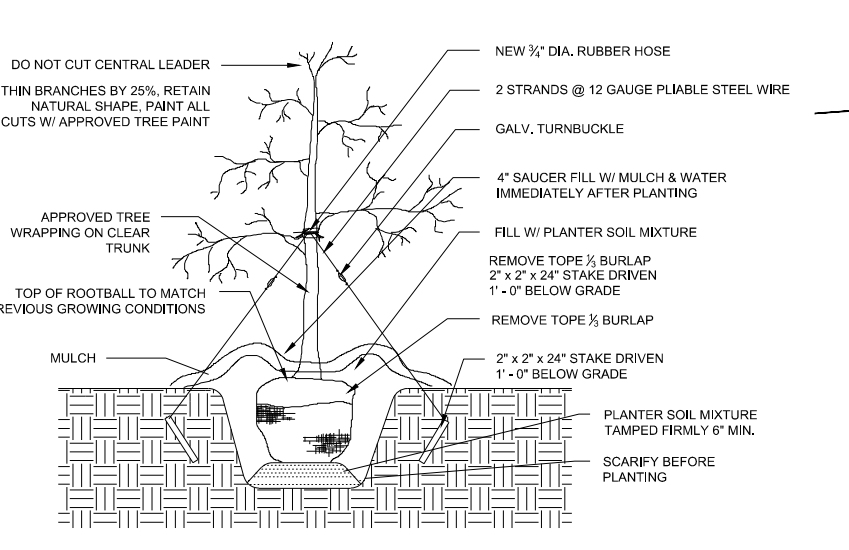 DO NOT CUT CENTRAL LEADER
THIN BRANCHES BY 25%, RETAIN
NATURAL SHAPE, PAINT ALL
CUTS W/ APPROVED TREE PAINT
APPROVED TREE
WRAPPING ON CLEAR
TRUNK
TOP OF ROOTBALL TO MATCH
REVIOUS GROWING CONDITIONS
MULCH
NEW ¾" DIA. RUBBER HOSE
2 STRANDS @ 12 GAUGE PLIABLE STEEL WIRE
GALV. TURNBUCKLE
4" SAUCER FILL W/ MULCH & WATER
IMMEDIATELY AFTER PLANTING
FILL W/ PLANTER SOIL MIXTURE
REMOVE TOPE ⅓ BURLAP
2" x 2" x 24" STAKE DRIVEN
1' - 0" BELOW GRADE
REMOVE TOPE ⅓ BURLAP
2" x 2" x 24" STAKE DRIVEN
1' - 0" BELOW GRADE
PLANTER SOIL MIXTURE
TAMPED FIRMLY 6" MIN.
SCARIFY BEFORE
PLANTING